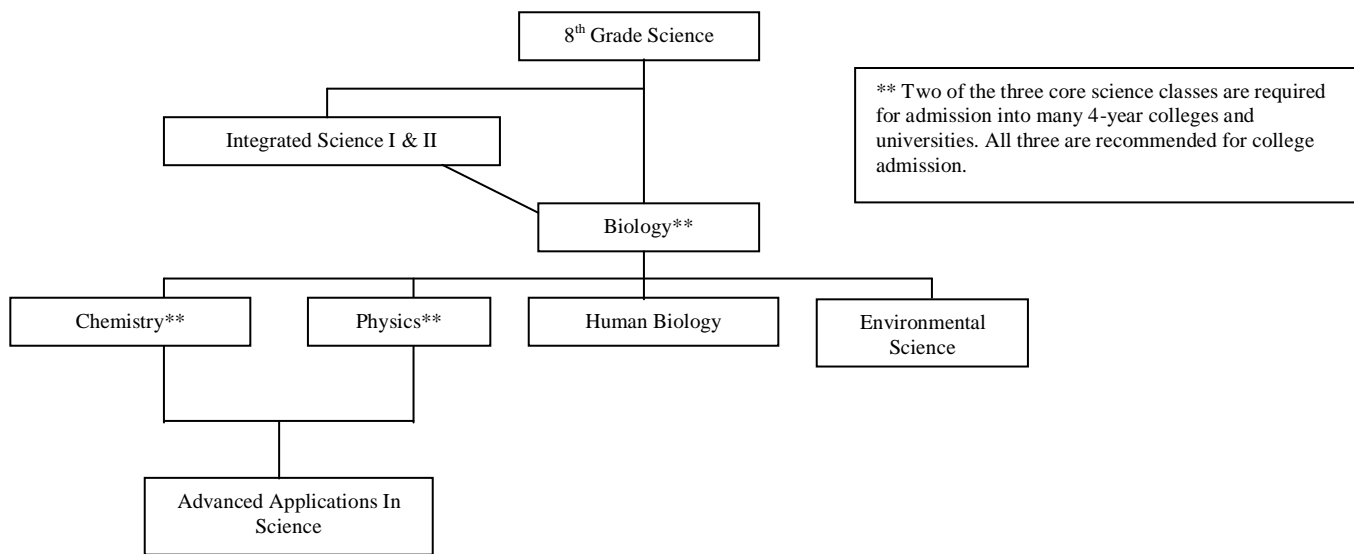 8th Grade Science
** Two of the three core science classes are required
for admission into many 4-year colleges and
universities. All three are recommended for college
admission.
Integrated Science I & II
Biology**
Chemistry**
Physics**
Human Biology
Environmental
Science
Advanced Applications In
Science